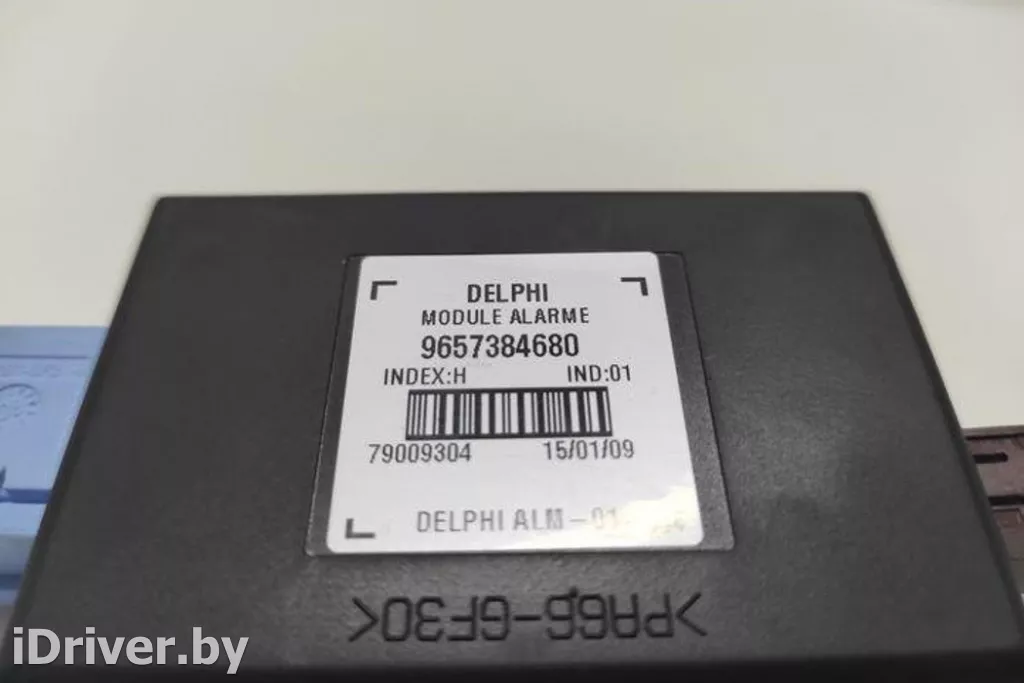 DELPHI
MODULE ALARME
9657384680
INDEX:H IND:01
79009304 15/01/09
DELPHI ALM-01
>PA66-GF30<
iDriver.by